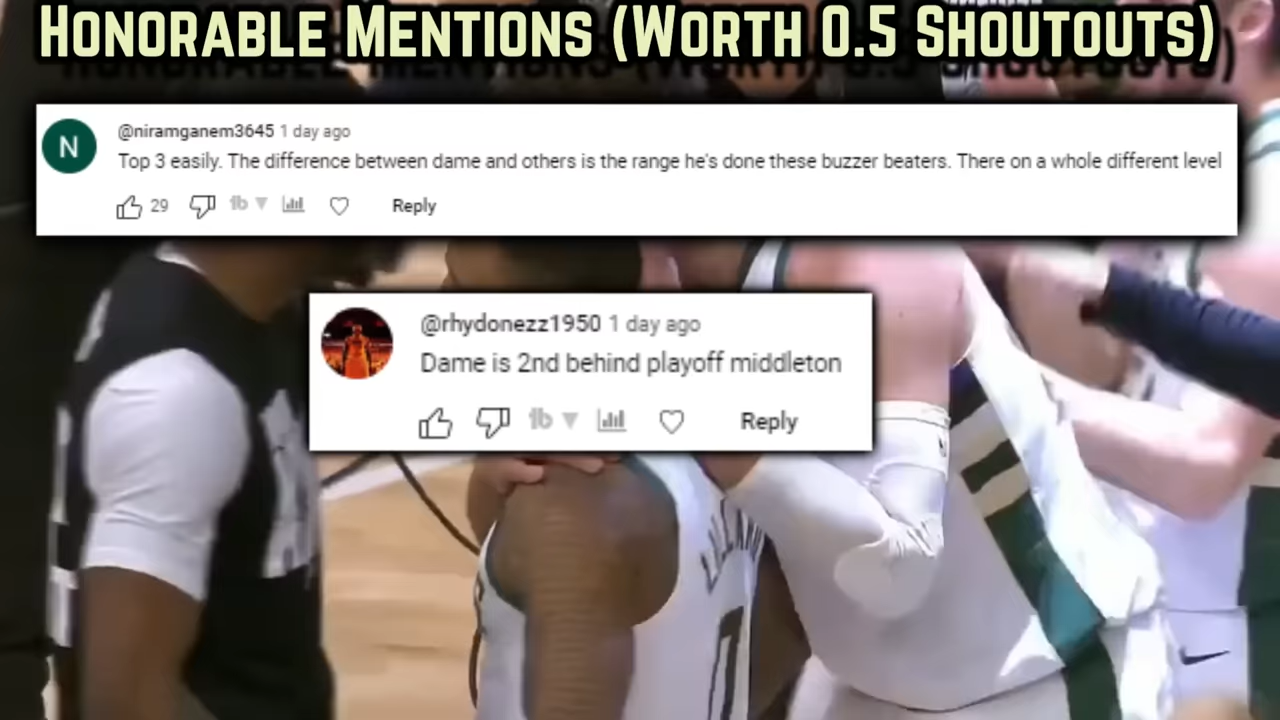 HONORABLE MENTIONS (WORTH 0.5 SHOUTOUTS)
N
@niramganem3645 1 day ago
Top 3 easily. The difference between dame and others is the range he's done these buzzer beaters. There on a whole different level
29
Reply
@rhydonezz1950 1 day ago
Dame is 2nd behind playoff middleton
Reply
LILLARD
0